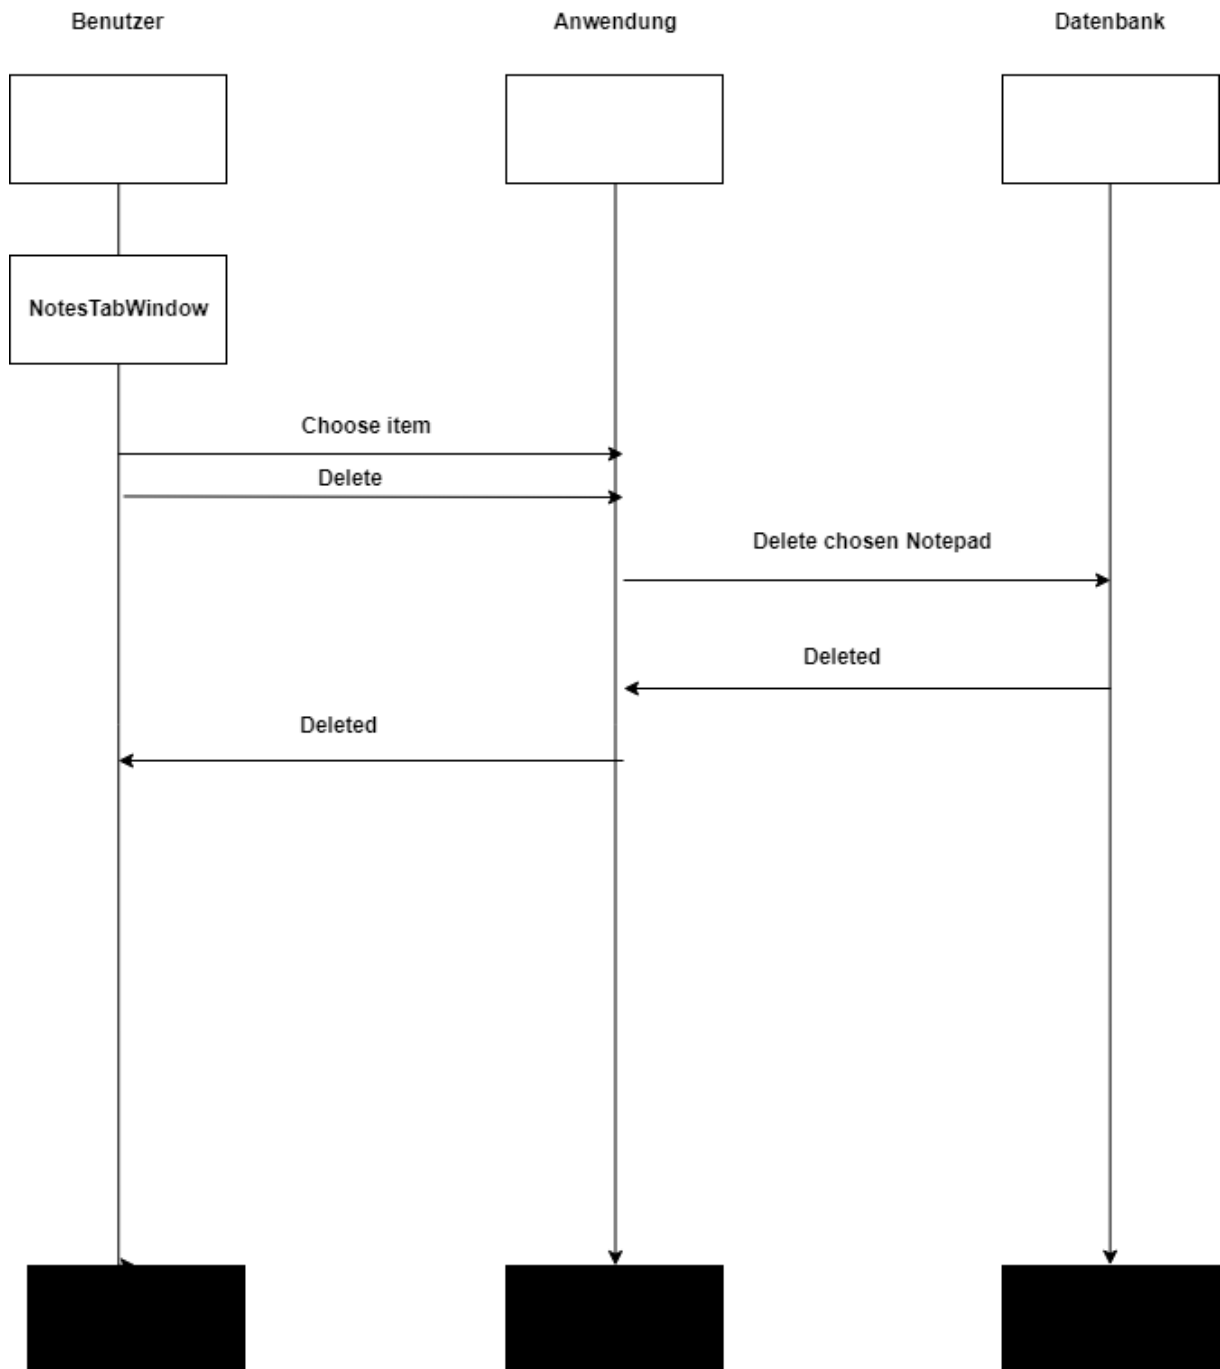 Benutzer
Anwendung
Datenbank
NotesTabWindow
Choose item
Delete
Delete chosen Notepad
Deleted
Deleted